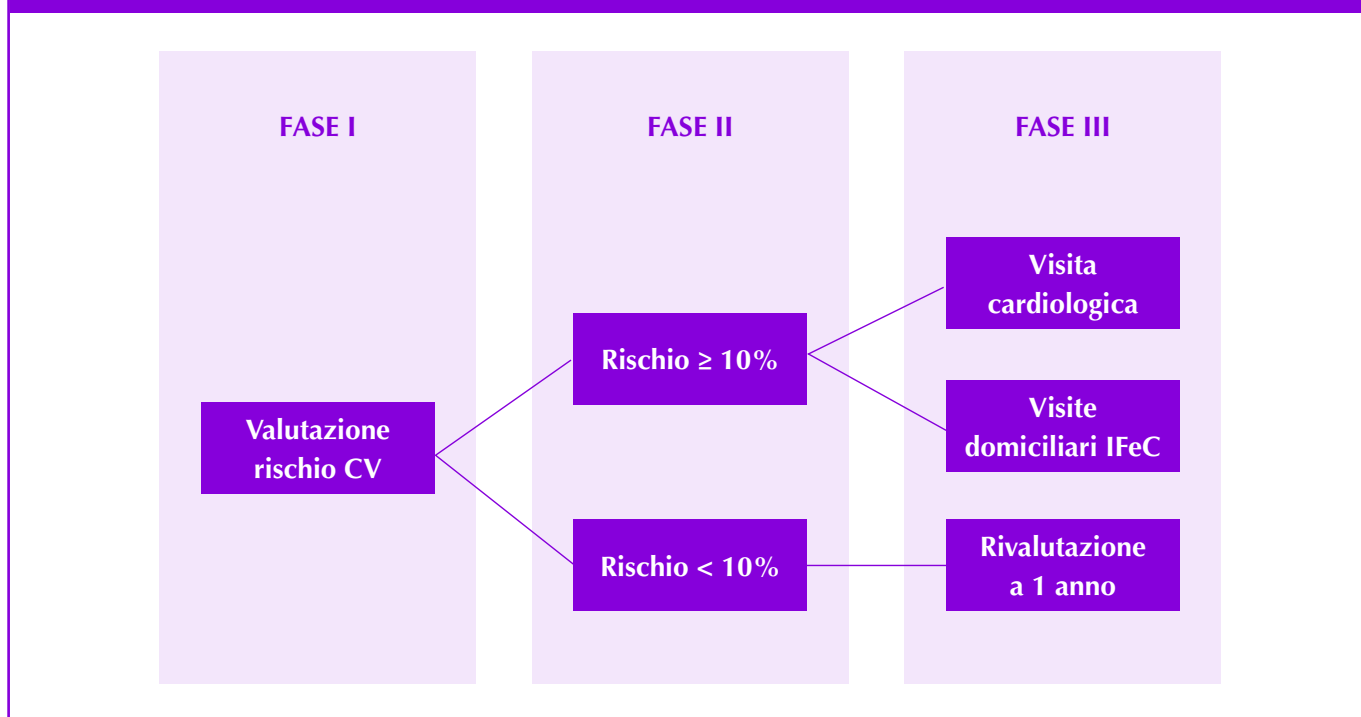 FASE I
FASE II
FASE III
Valutazione
rischio CV
Rischio ≥ 10%
Rischio < 10%
Visita
cardiologica
Visite
domiciliari IFeC
Rivalutazione
a 1 anno